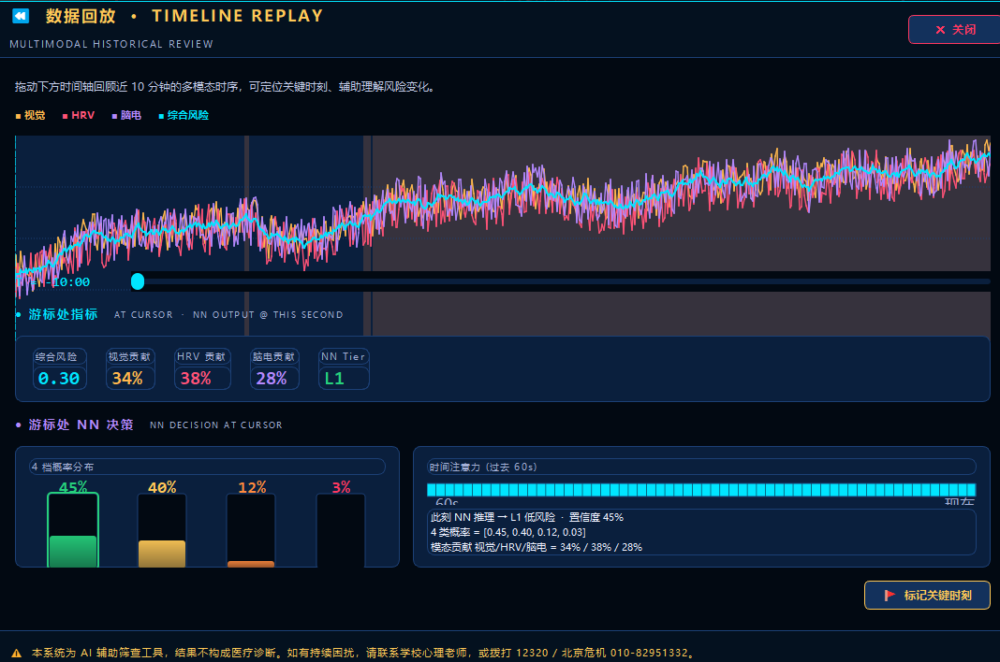 数据回放 • TIMELINE REPLAY
× 关闭
MULTIMODAL HISTORICAL REVIEW
拖动下方时间轴回顾近 10 分钟的多模态时序，可定位关键时刻、辅助理解风险变化。
视觉 HRV 脑电 综合风险
-10:00
游标处指标 AT CURSOR · NN OUTPUT @ THIS SECOND
综合风险 视觉贡献 HRV 贡献 脑电贡献 NN Tier
0.30 34% 38% 28% L1
游标处 NN 决策 NN DECISION AT CURSOR
4 档概率分布
45% 40% 12% 3%
时间注意力 (过去 60s)
60s 现在
此刻 NN 推理 → L1 低风险 · 置信度 45%
4 类概率 = [0.45, 0.40, 0.12, 0.03]
模态贡献 视觉/HRV/脑电 = 34% / 38% / 28%
标记关键时刻
本系统为 AI 辅助筛查工具，结果不构成医疗诊断。如有持续困扰，请联系学校心理老师，或拨打 12320 / 北京危机 010-82951332。